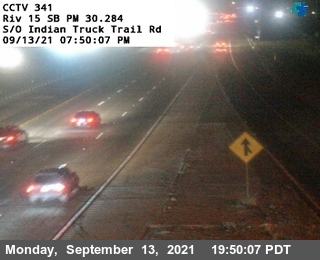 CCTV 341
Riv 15 SB PM 30.284
S/O Indian Truck Trail Rd
09/13/21 07:50:07 PM
Monday, September 13, 2021 19:50:07 PDT